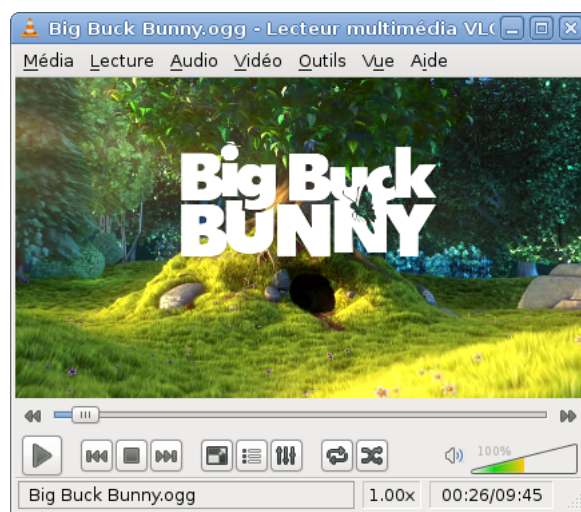 Big Buck Bunny.ogg - Lecteur multimédia VLC
Média Lecture Audio Vidéo Outils Vue Aide
Big Buck
BUNNY
100%
Big Buck Bunny.ogg 1.00x 00:26/09:45